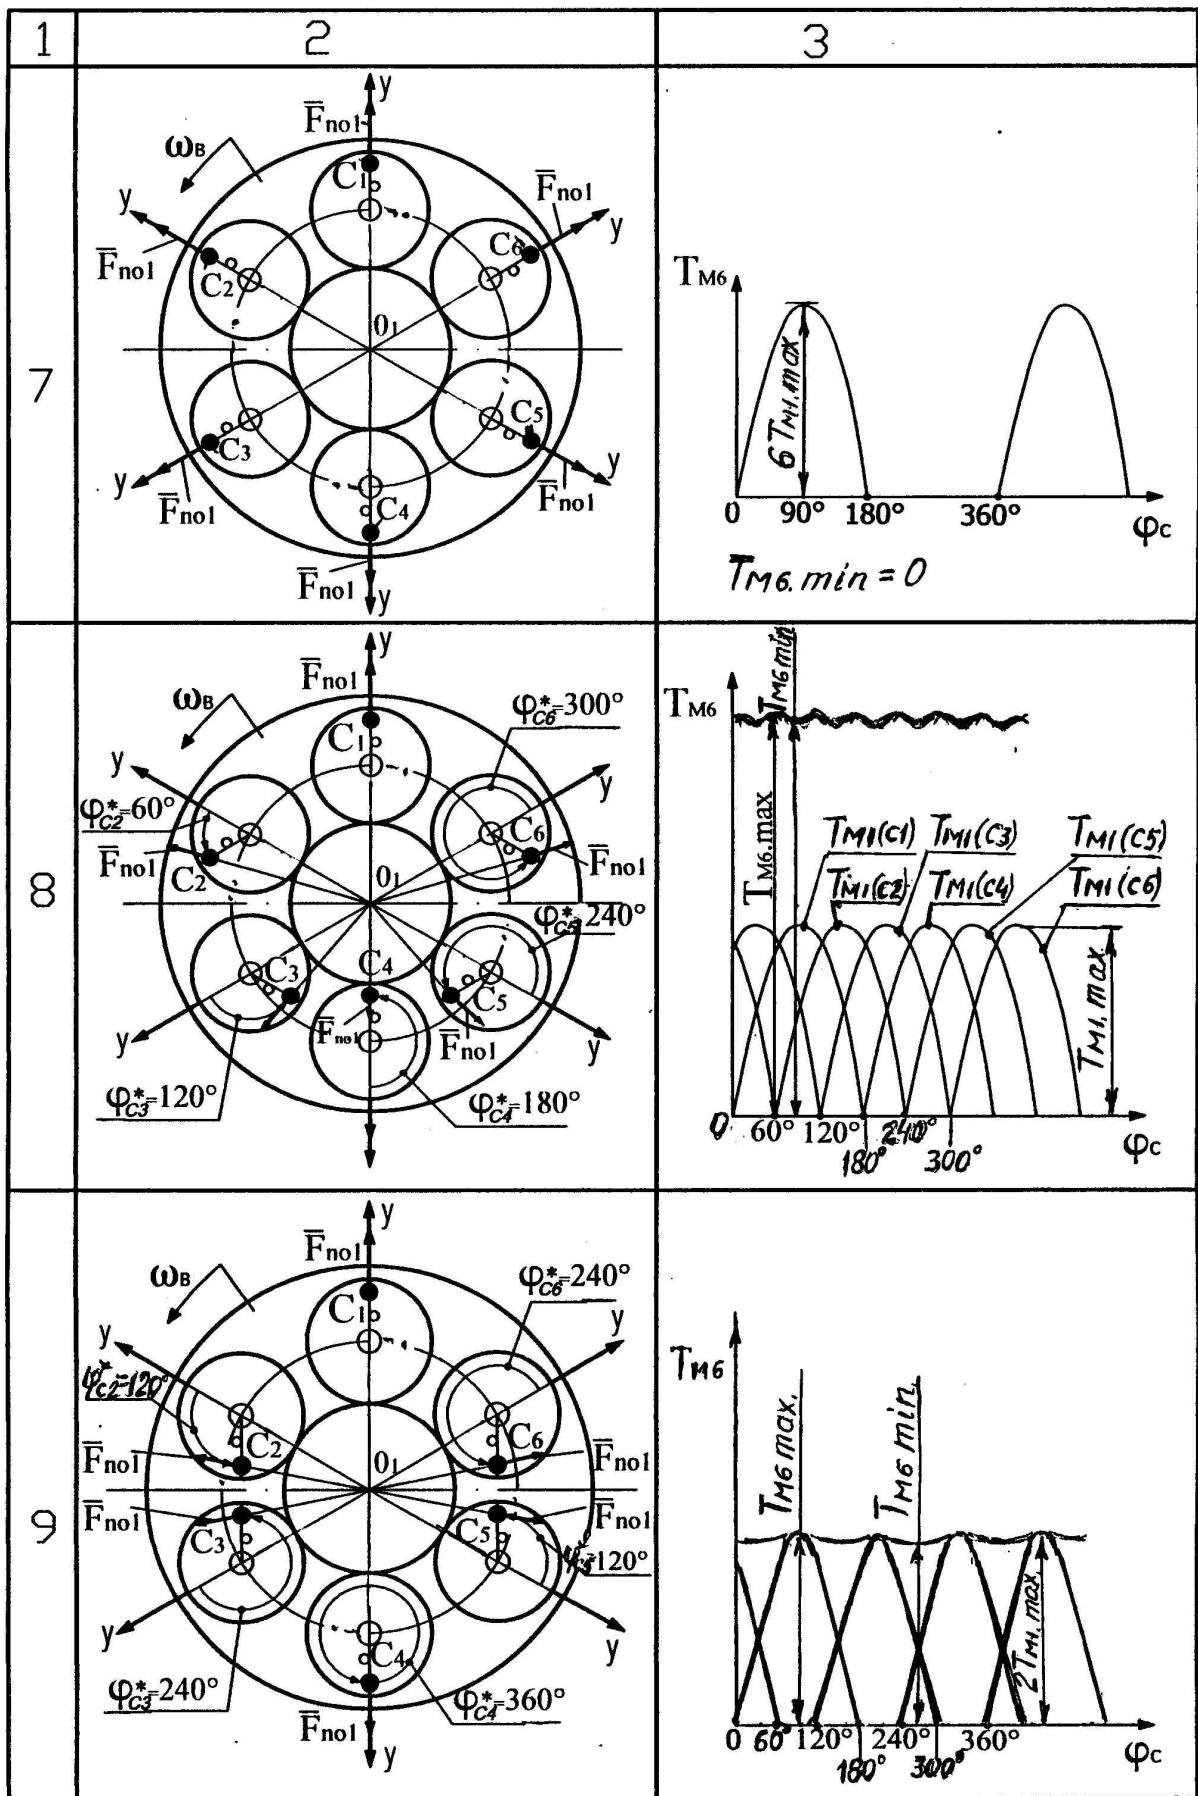 1 2 3
7
y
F̅no1
ωB
C1
F̅no1
y
y
C6
F̅no1
C2
O1
C3
C5
y
F̅no1
F̅no1
y
C4
F̅no1
y
TM6
6TM1.max
0 90° 180° 360°
φc
TM6.min = 0
8
y
F̅no1
φ*C6=300°
ωB
C1
y
y
φ*C2=60°
C6
F̅no1
F̅no1
C2
O1
φ*C5=240°
C3
C4
C5
F̅no1
F̅no1
y
y
φ*C3=120°
φ*C4=180°
TM6
TM6.max
TM6min
TM1(C1) TM1(C3) TM1(C5)
TM1(C2) TM1(C4) TM1(C6)
TM1.max
0 60° 120° 240°
180° 300°
φc
9
y
F̅no1
φ*C6=240°
ωB
C1
y
y
φ*C2=120°
C2
C6
F̅no1
F̅no1
O1
F̅no1
F̅no1
C3
C5
120°
y
y
C4
φ*C3=240°
φ*C4=360°
F̅no1
y
TM6
TM6max.
TM6min.
2TM1.max.
0 60° 120° 240° 360°
180° 300°
φc